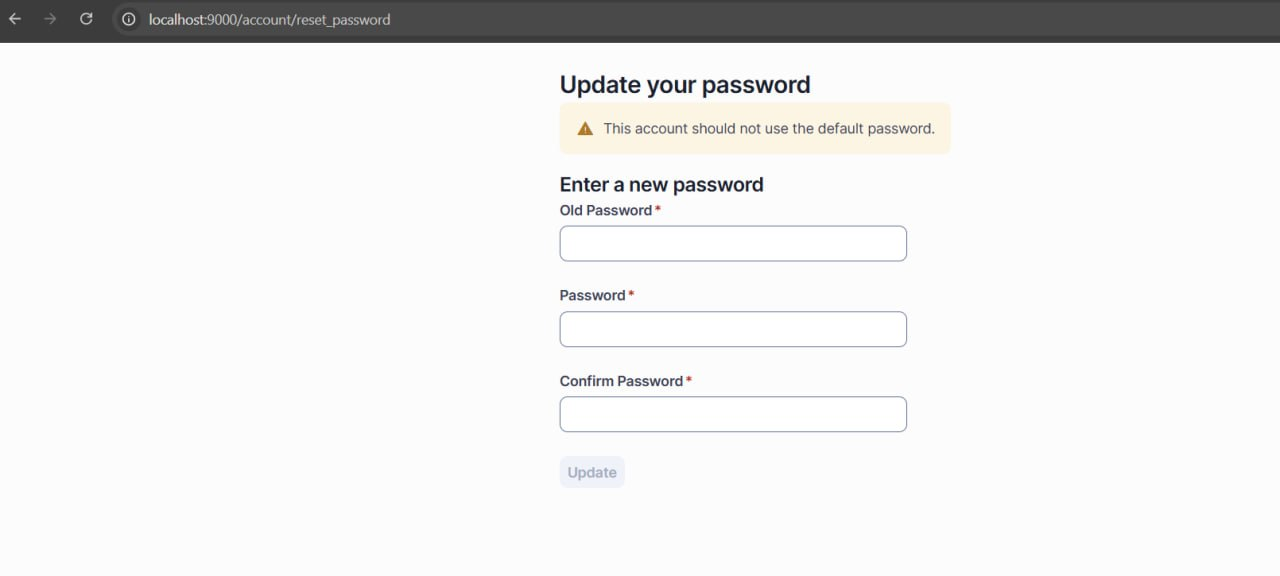 localhost:9000/account/reset_password
Update your password
This account should not use the default password.
Enter a new password
Old Password*
Password*
Confirm Password*
Update